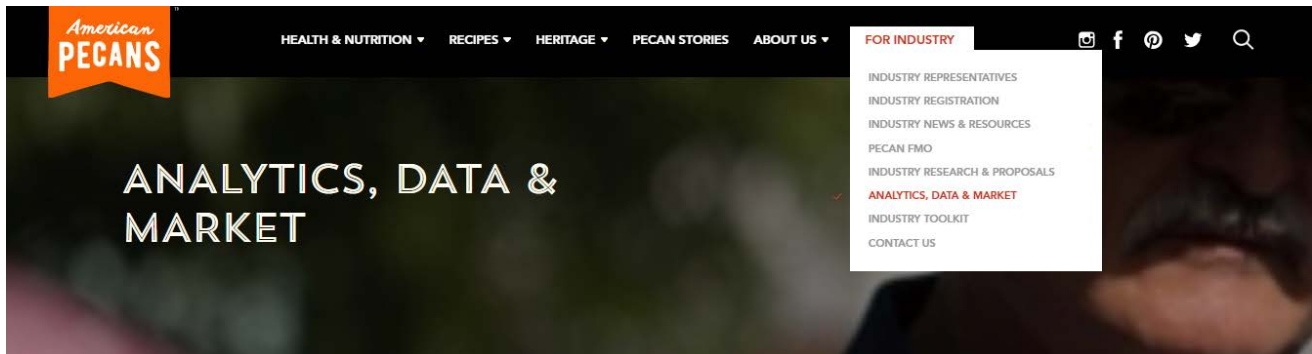 American
PECANS
TM
HEALTH & NUTRITION
RECIPES
HERITAGE
PECAN STORIES
ABOUT US
FOR INDUSTRY
INDUSTRY REPRESENTATIVES
INDUSTRY REGISTRATION
INDUSTRY NEWS & RESOURCES
PECAN FMO
INDUSTRY RESEARCH & PROPOSALS
ANALYTICS, DATA & MARKET
INDUSTRY TOOLKIT
CONTACT US
ANALYTICS, DATA &
MARKET